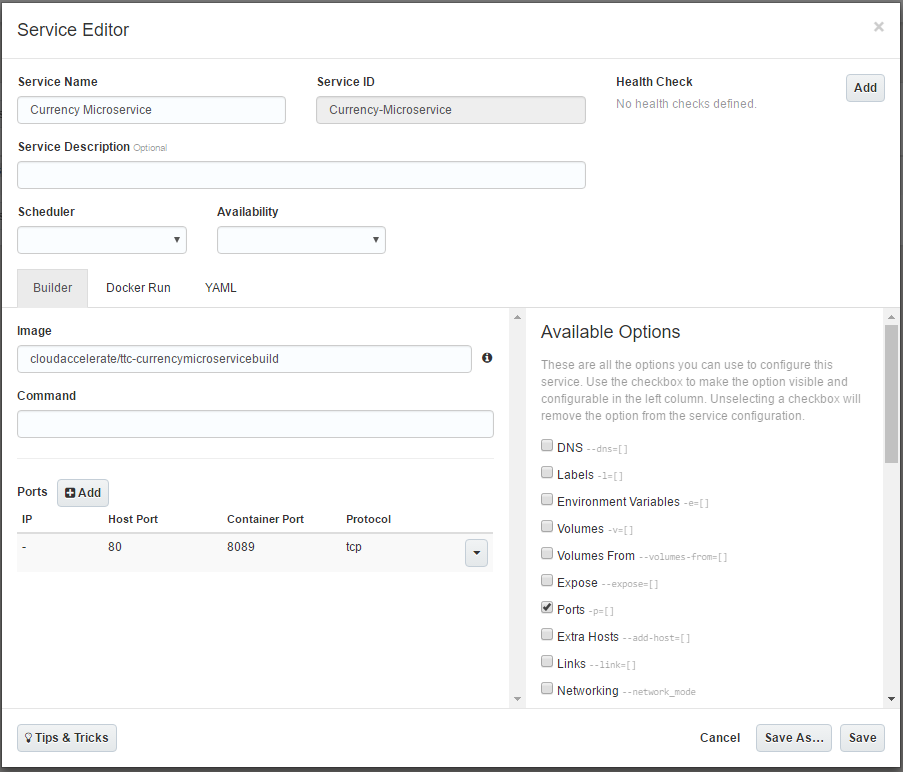 Service Editor
×
Service Name
Service ID
Health Check
Add
Currency Microservice
Currency-Microservice
No health checks defined.
Service Description Optional
Scheduler
Availability
Builder
Docker Run
YAML
Image
cloudaccelerate/ttc-currencymicroservicebuild
Command
Ports
Add
IP
Host Port
Container Port
Protocol
-
80
8089
tcp
Available Options
These are all the options you can use to configure this
service. Use the checkbox to make the option visible and
configurable in the left column. Unselecting a checkbox will
remove the option from the service configuration.
DNS --dns=[]
Labels -l=[]
Environment Variables -e=[]
Volumes -v=[]
Volumes From --volumes-from=[]
Expose --expose=[]
Ports -p=[]
Extra Hosts --add-host=[]
Links --link=[]
Networking --network_mode
Tips & Tricks
Cancel
Save As...
Save